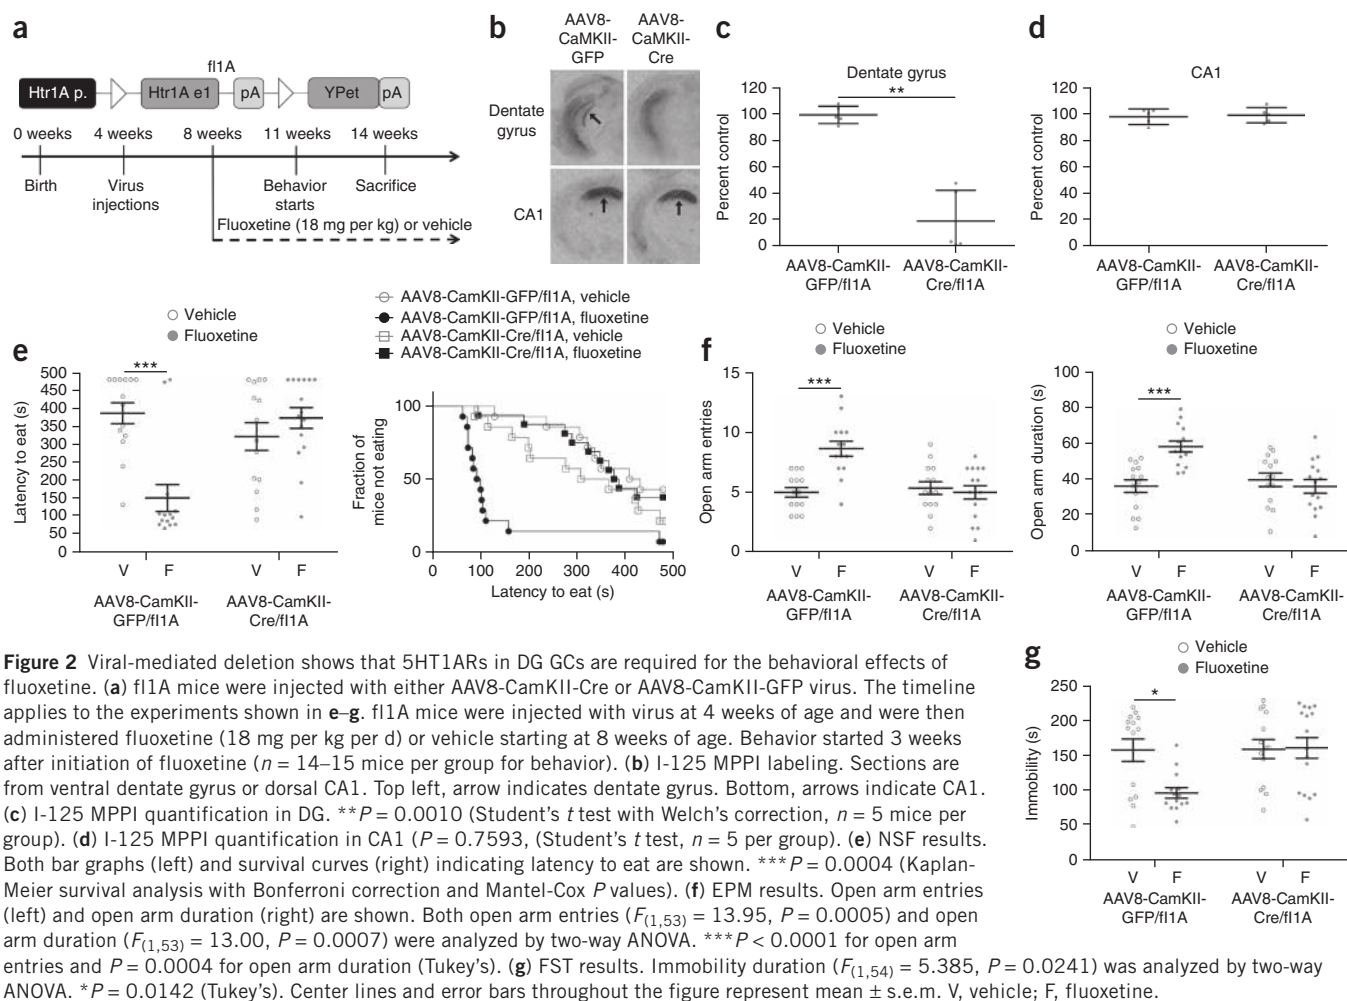 a
fl1A
Htr1A p.
Htr1A e1
pA
YPet
pA
0 weeks 4 weeks 8 weeks 11 weeks 14 weeks
Birth
Virus
injections
Behavior
starts
Sacrifice
Fluoxetine (18 mg per kg) or vehicle
b
AAV8-
CaMKII-
GFP
AAV8-
CaMKII-
Cre
Dentate
gyrus
CA1
c
Dentate gyrus
**
Percent control
120
100
80
60
40
20
0
AAV8-CamKII-
GFP/fl1A
AAV8-CamKII-
Cre/fl1A
d
CA1
Percent control
120
100
80
60
40
20
0
AAV8-CamKII-
GFP/fl1A
AAV8-CamKII-
Cre/fl1A
e
Vehicle
Fluoxetine
***
Latency to eat (s)
500
450
400
350
300
250
200
150
100
50
0
V F V F
AAV8-CamKII-
GFP/fl1A
AAV8-CamKII-
Cre/fl1A
AAV8-CamKII-GFP/fl1A, vehicle
AAV8-CamKII-GFP/fl1A, fluoxetine
AAV8-CamKII-Cre/fl1A, vehicle
AAV8-CamKII-Cre/fl1A, fluoxetine
Fraction of
mice not eating
100
50
0
0 100 200 300 400 500
Latency to eat (s)
f
Vehicle
Fluoxetine
***
Open arm entries
15
10
5
0
V F V F
AAV8-CamKII-
GFP/fl1A
AAV8-CamKII-
Cre/fl1A
Vehicle
Fluoxetine
***
Open arm duration (s)
100
80
60
40
20
0
V F V F
AAV8-CamKII-
GFP/fl1A
AAV8-CamKII-
Cre/fl1A
g
Vehicle
Fluoxetine
*
Immobility (s)
250
200
150
100
50
0
V F V F
AAV8-CamKII-
GFP/fl1A
AAV8-CamKII-
Cre/fl1A
Figure 2 Viral-mediated deletion shows that 5HT1ARs in DG GCs are required for the behavioral effects of
fluoxetine. (a) fl1A mice were injected with either AAV8-CamKII-Cre or AAV8-CamKII-GFP virus. The timeline
applies to the experiments shown in e–g. fl1A mice were injected with virus at 4 weeks of age and were then
administered fluoxetine (18 mg per kg per d) or vehicle starting at 8 weeks of age. Behavior started 3 weeks
after initiation of fluoxetine (n = 14–15 mice per group for behavior). (b) I-125 MPPI labeling. Sections are
from ventral dentate gyrus or dorsal CA1. Top left, arrow indicates dentate gyrus. Bottom, arrows indicate CA1.
(c) I-125 MPPI quantification in DG. **P = 0.0010 (Student's t test with Welch's correction, n = 5 mice per
group). (d) I-125 MPPI quantification in CA1 (P = 0.7593, (Student's t test, n = 5 per group). (e) NSF results.
Both bar graphs (left) and survival curves (right) indicating latency to eat are shown. ***P = 0.0004 (Kaplan-
Meier survival analysis with Bonferroni correction and Mantel-Cox P values). (f) EPM results. Open arm entries
(left) and open arm duration (right) are shown. Both open arm entries (F(1,53) = 13.95, P = 0.0005) and open
arm duration (F(1,53) = 13.00, P = 0.0007) were analyzed by two-way ANOVA. ***P < 0.0001 for open arm
entries and P = 0.0004 for open arm duration (Tukey's). (g) FST results. Immobility duration (F(1,54) = 5.385, P = 0.0241) was analyzed by two-way
ANOVA. *P = 0.0142 (Tukey's). Center lines and error bars throughout the figure represent mean ± s.e.m. V, vehicle; F, fluoxetine.